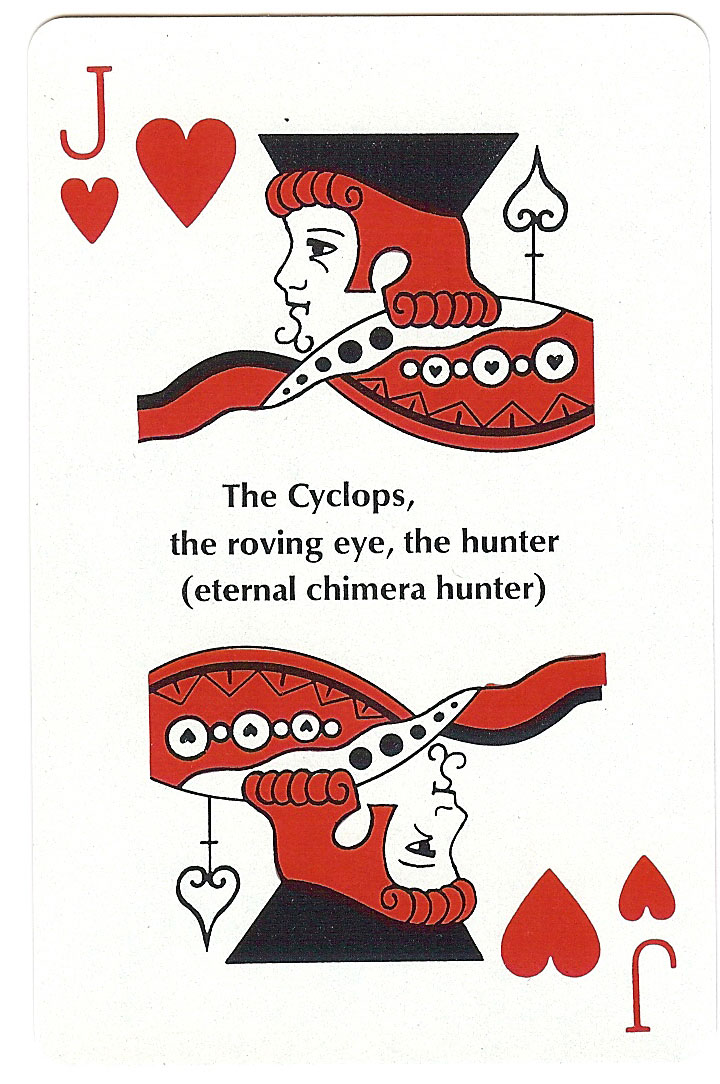 J
The Cyclops,
the roving eye, the hunter
(eternal chimera hunter)
J